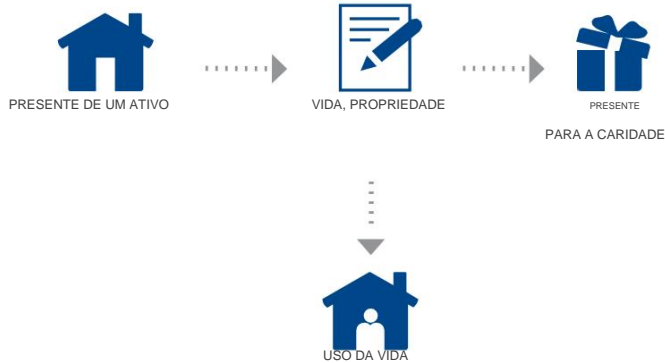 PRESENTE DE UM ATIVO
VIDA, PROPRIEDADE
PRESENTE
PARA A CARIDADE
USO DA VIDA